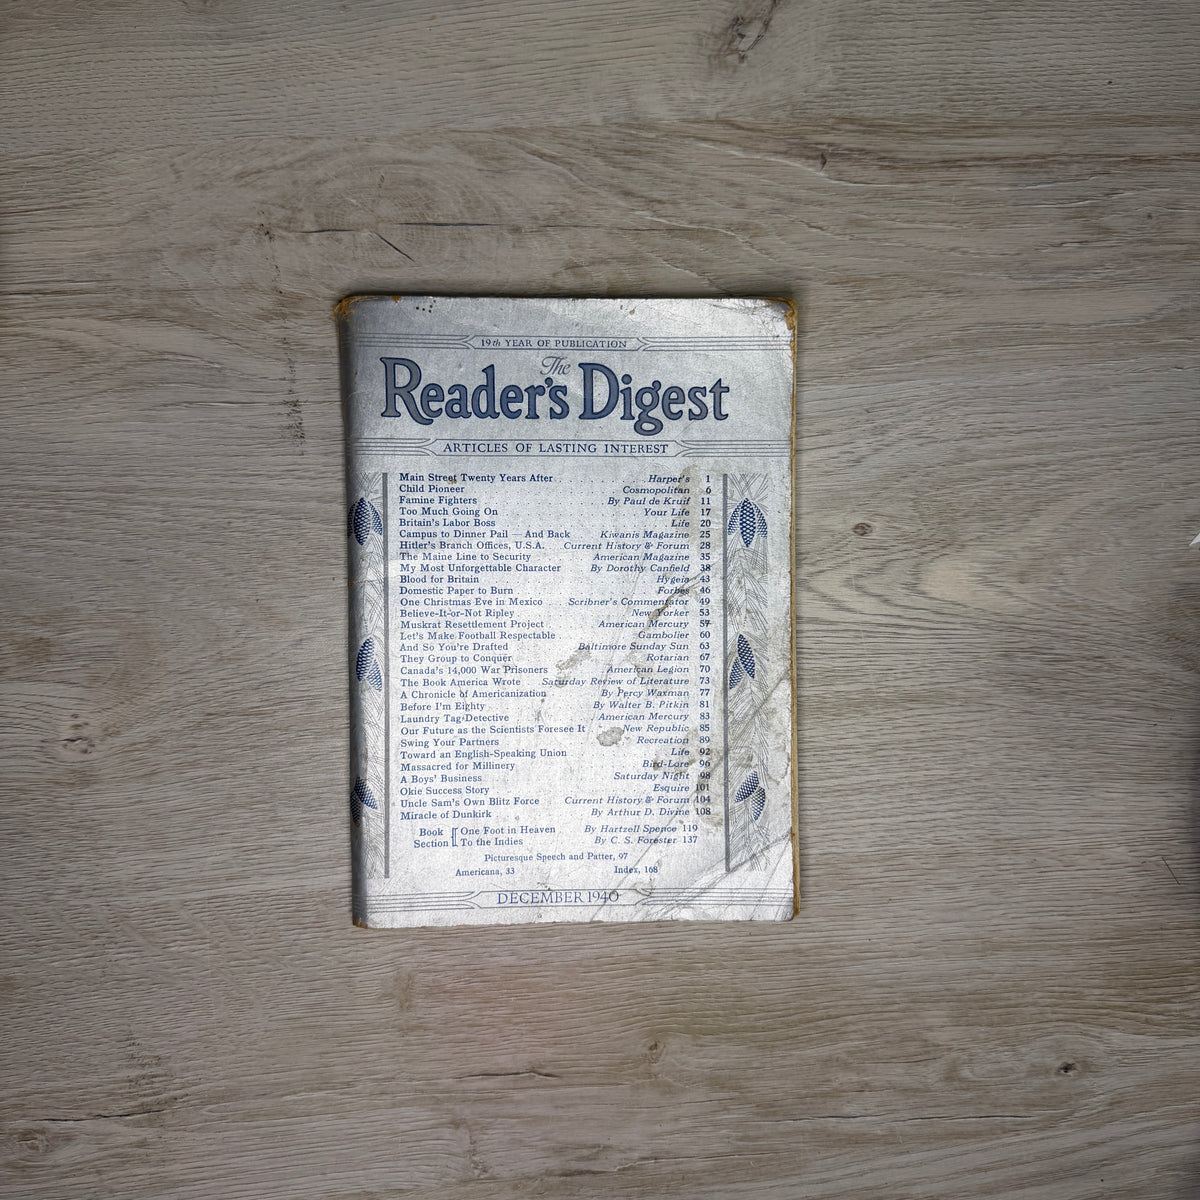 19th YEAR OF PUBLICATION
The
Reader's Digest
ARTICLES OF LASTING INTEREST
Main Street Twenty Years After Harper's 1
Child Pioneer Cosmopolitan 6
Famine Fighters By Paul de Kruif 11
Too Much Going On Your Life 17
Britain's Labor Boss Life 20
Campus to Dinner Pail — And Back Kiwanis Magazine 25
Hitler's Branch Offices, U.S.A. Current History & Forum 28
The Maine Line to Security American Magazine 35
My Most Unforgettable Character By Dorothy Canfield 38
Blood for Britain Hygeia 43
Domestic Paper to Burn Forbes 46
One Christmas Eve in Mexico Scribner's Commentator 49
Believe-It-or-Not Ripley New Yorker 53
Muskrat Resettlement Project American Mercury 57
Let's Make Football Respectable Gambolier 60
And So You're Drafted Baltimore Sunday Sun 63
They Group to Conquer Rotarian 67
Canada's 14,000 War Prisoners American Legion 70
The Book America Wrote Saturday Review of Literature 73
A Chronicle of Americanization By Percy Waxman 77
Before I'm Eighty By Walter B. Pitkin 81
Laundry Tag Detective American Mercury 83
Our Future as the Scientists Foresee It New Republic 85
Swing Your Partners Recreation 89
Toward an English-Speaking Union Life 92
Massacred for Millinery Bird-Lore 96
A Boys' Business Saturday Night 98
Okie Success Story Esquire 101
Uncle Sam's Own Blitz Force Current History & Forum 104
Miracle of Dunkirk By Arthur D. Divine 108
Book Section { One Foot in Heaven By Hartzell Spence 119
To the Indies By C. S. Forester 137
Picturesque Speech and Patter, 97
Americana, 33 Index, 168
DECEMBER 1940